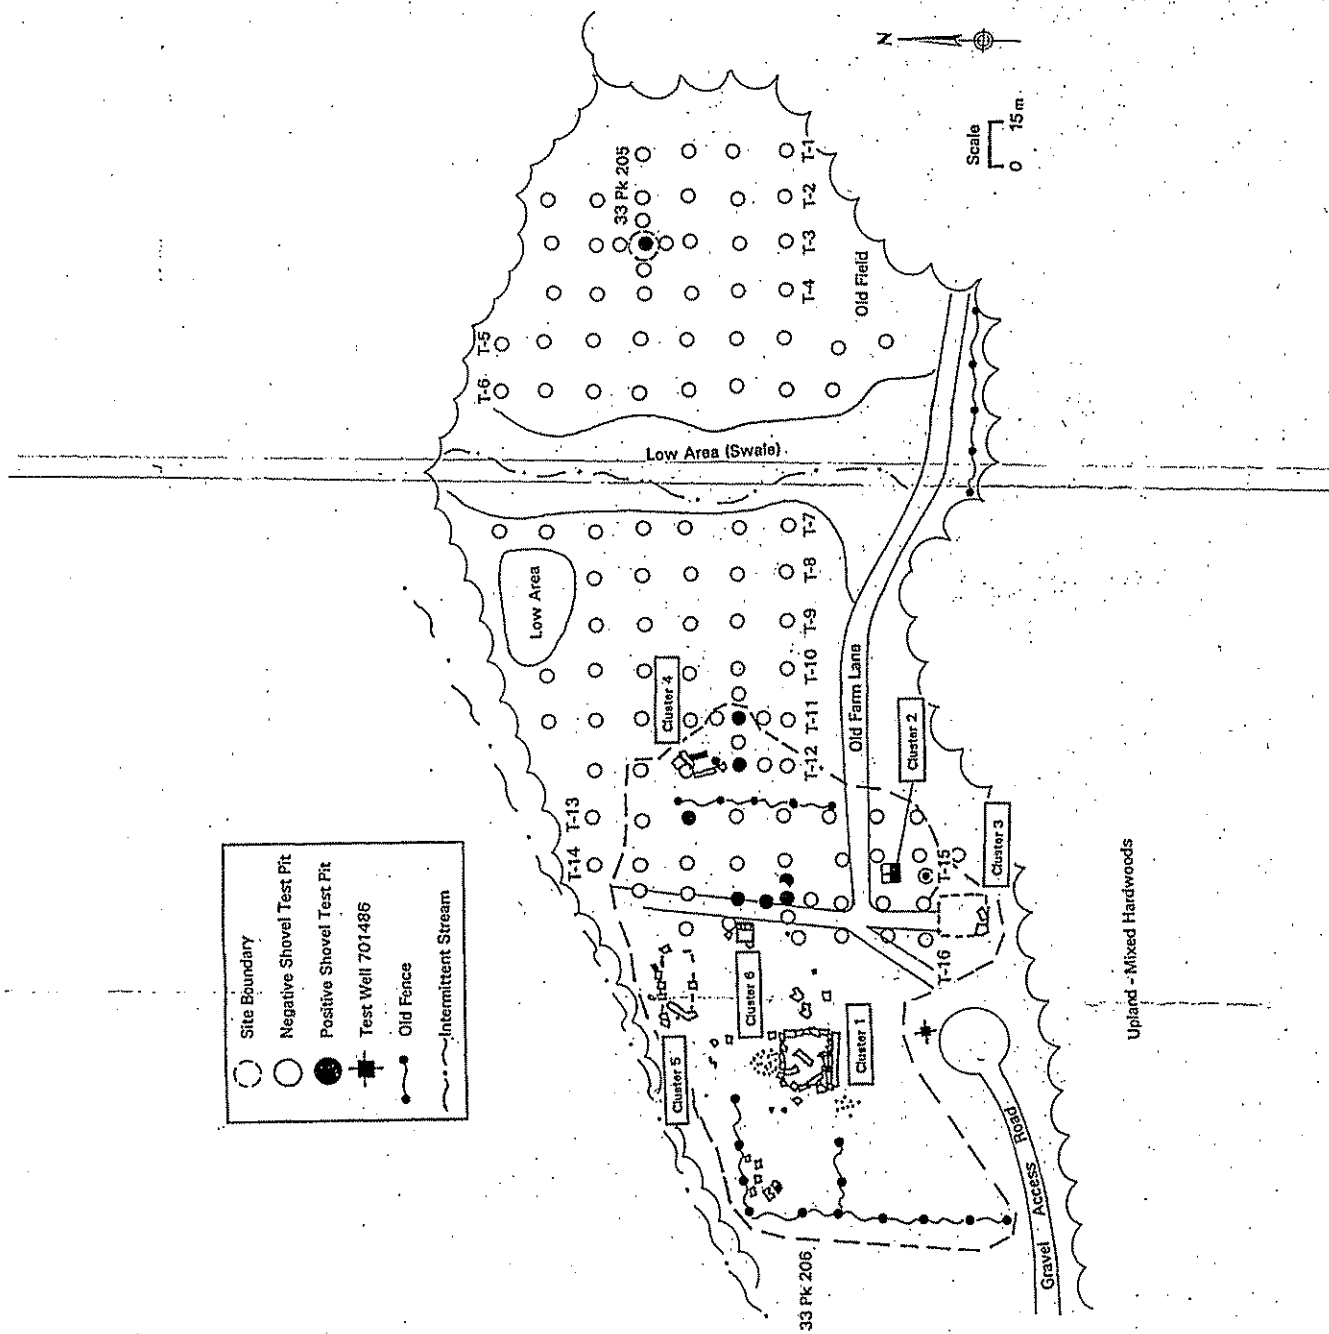 N
Scale
0 15m
33 Pk 205
T-1
T-2
T-3
T-4
Old Field
T-5
T-6
Low Area (Swale)
T-7
T-8
T-9
T-10
T-11
T-12
Low Area
Cluster 4
Old Farm Lane
Cluster 2
T-13
T-14
T-15
Cluster 3
T-16
Cluster 6
Cluster 5
Cluster 1
Gravel Access Road
33 Pk 206
Upland - Mixed Hardwoods
Site Boundary
Negative Shovel Test Pit
Positive Shovel Test Pit
Test Well 701486
Old Fence
Intermittent Stream